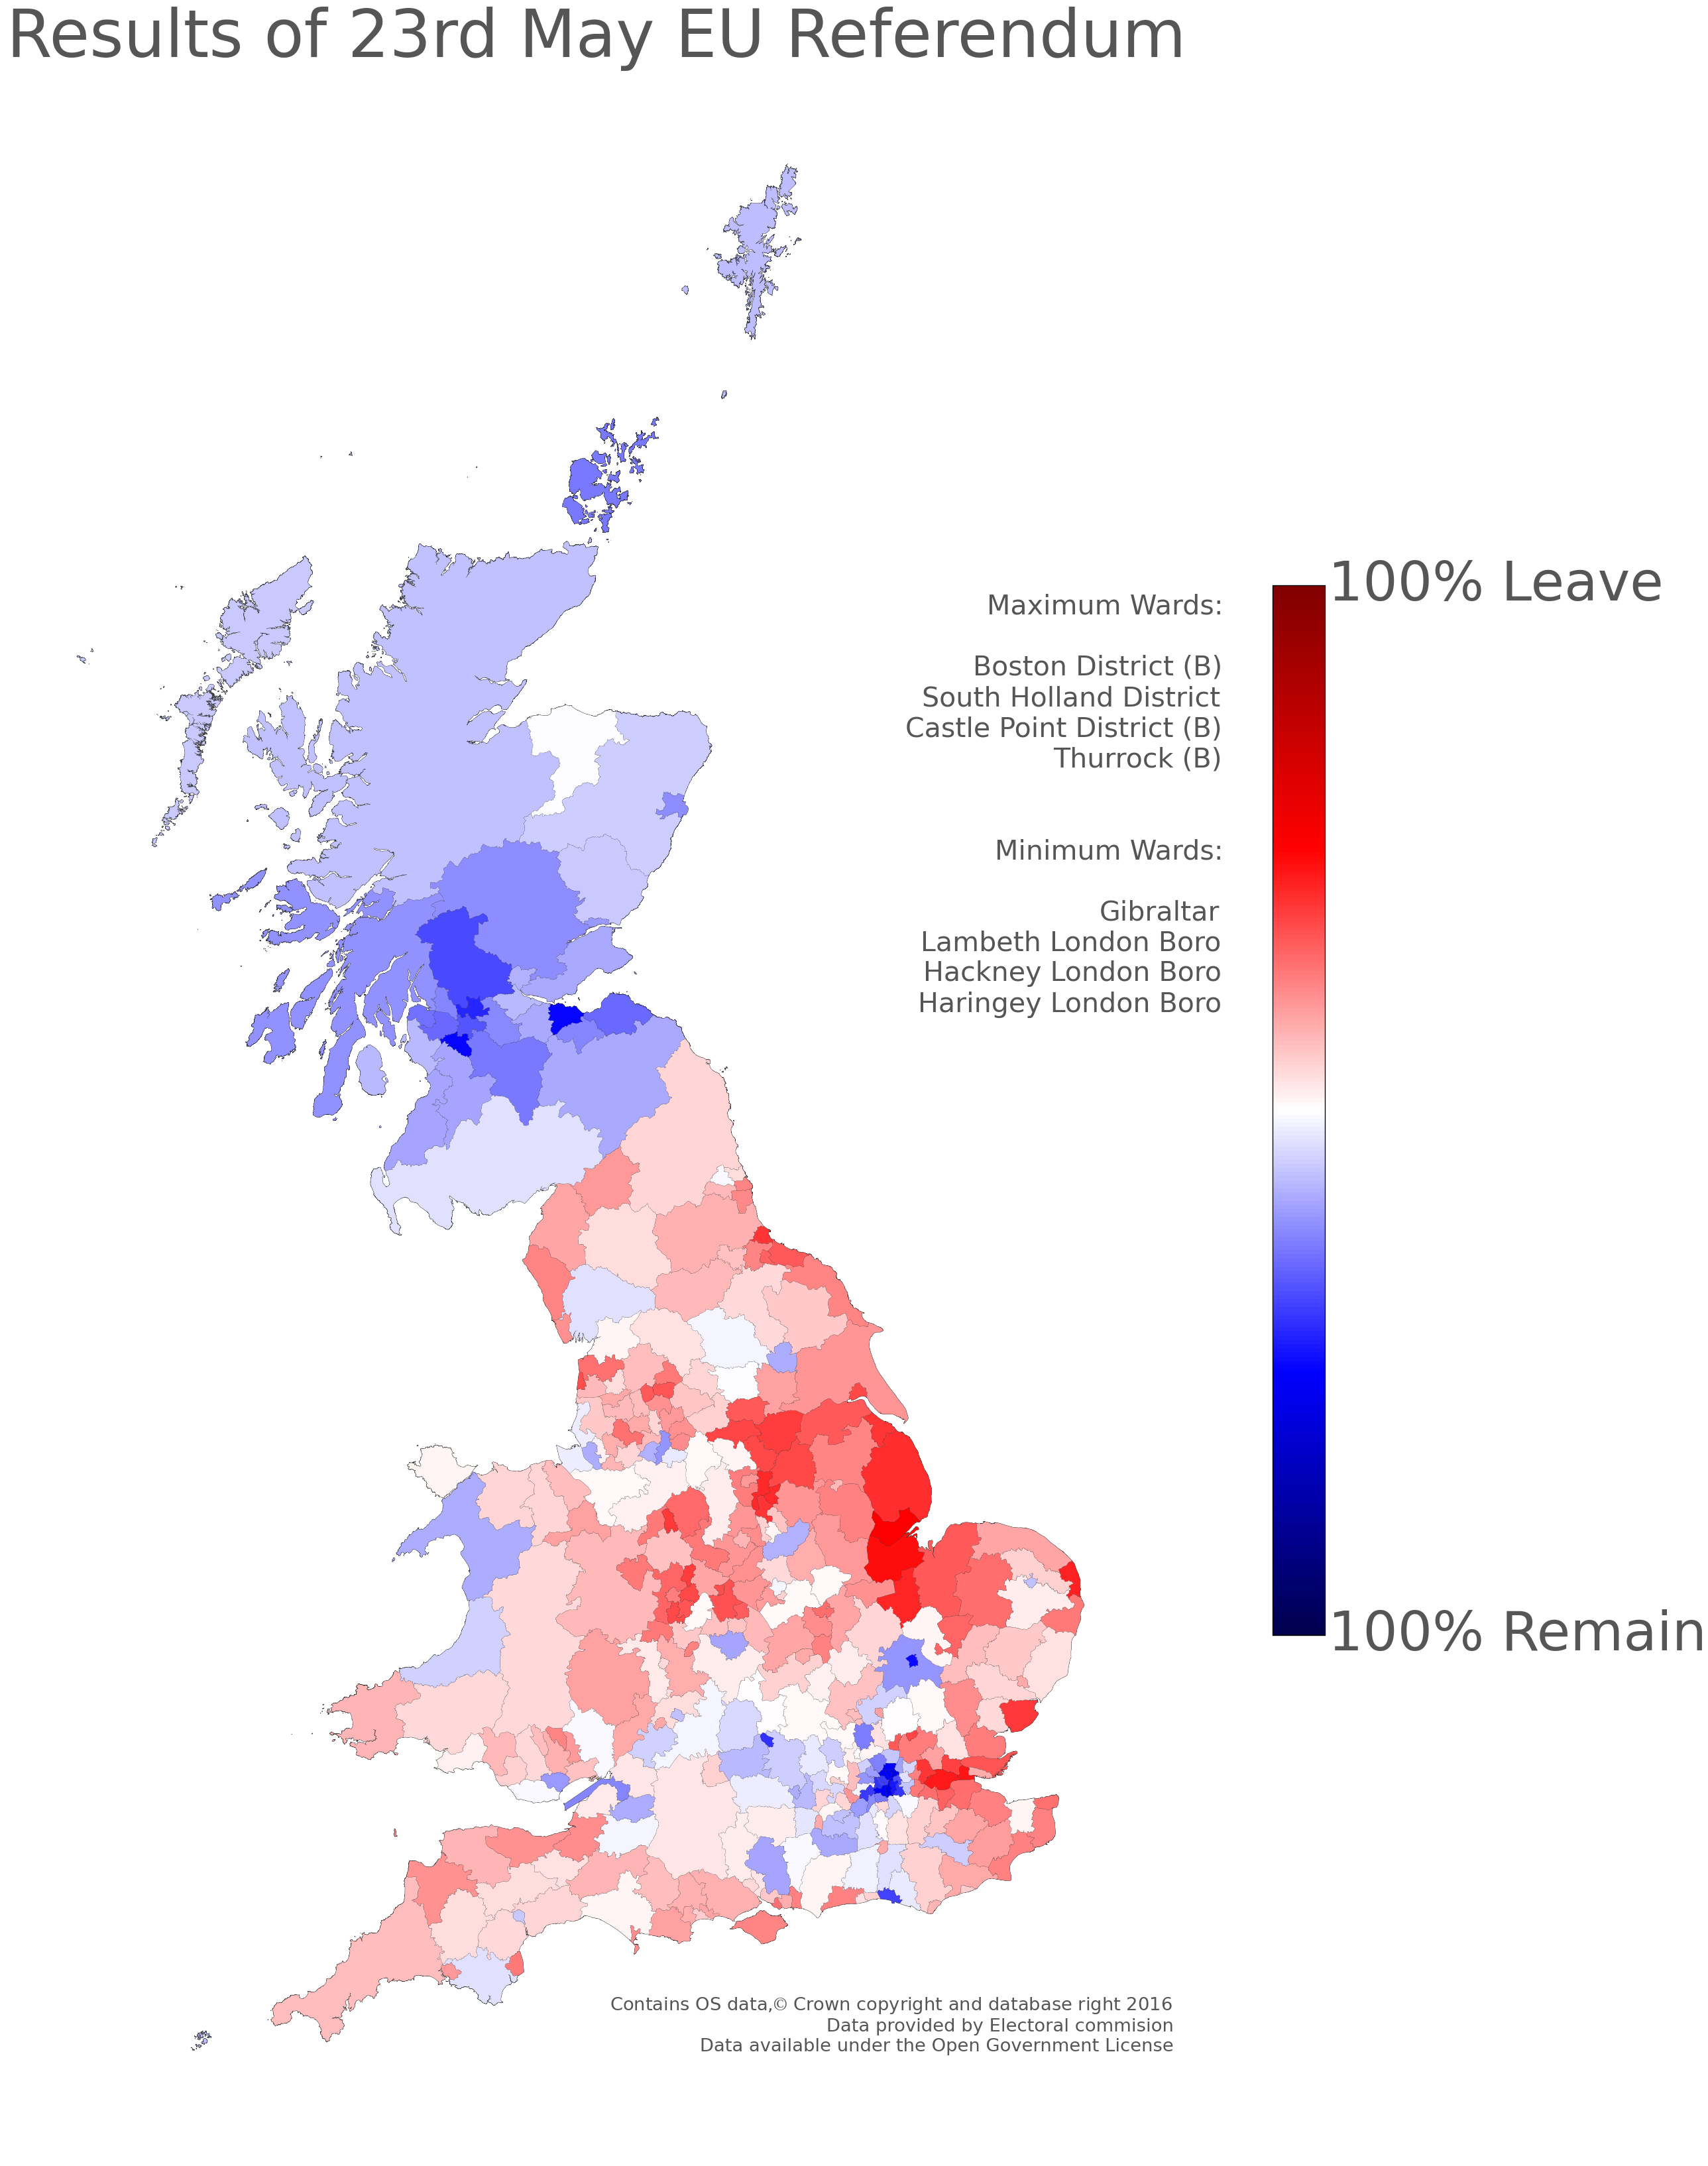 Results of 23rd May EU Referendum
100% Leave
Maximum Wards:
Boston District (B)
South Holland District
Castle Point District (B)
Thurrock (B)
Minimum Wards:
Gibraltar
Lambeth London Boro
Hackney London Boro
Haringey London Boro
100% Remain
Contains OS data,© Crown copyright and database right 2016
Data provided by Electoral commision
Data available under the Open Government License